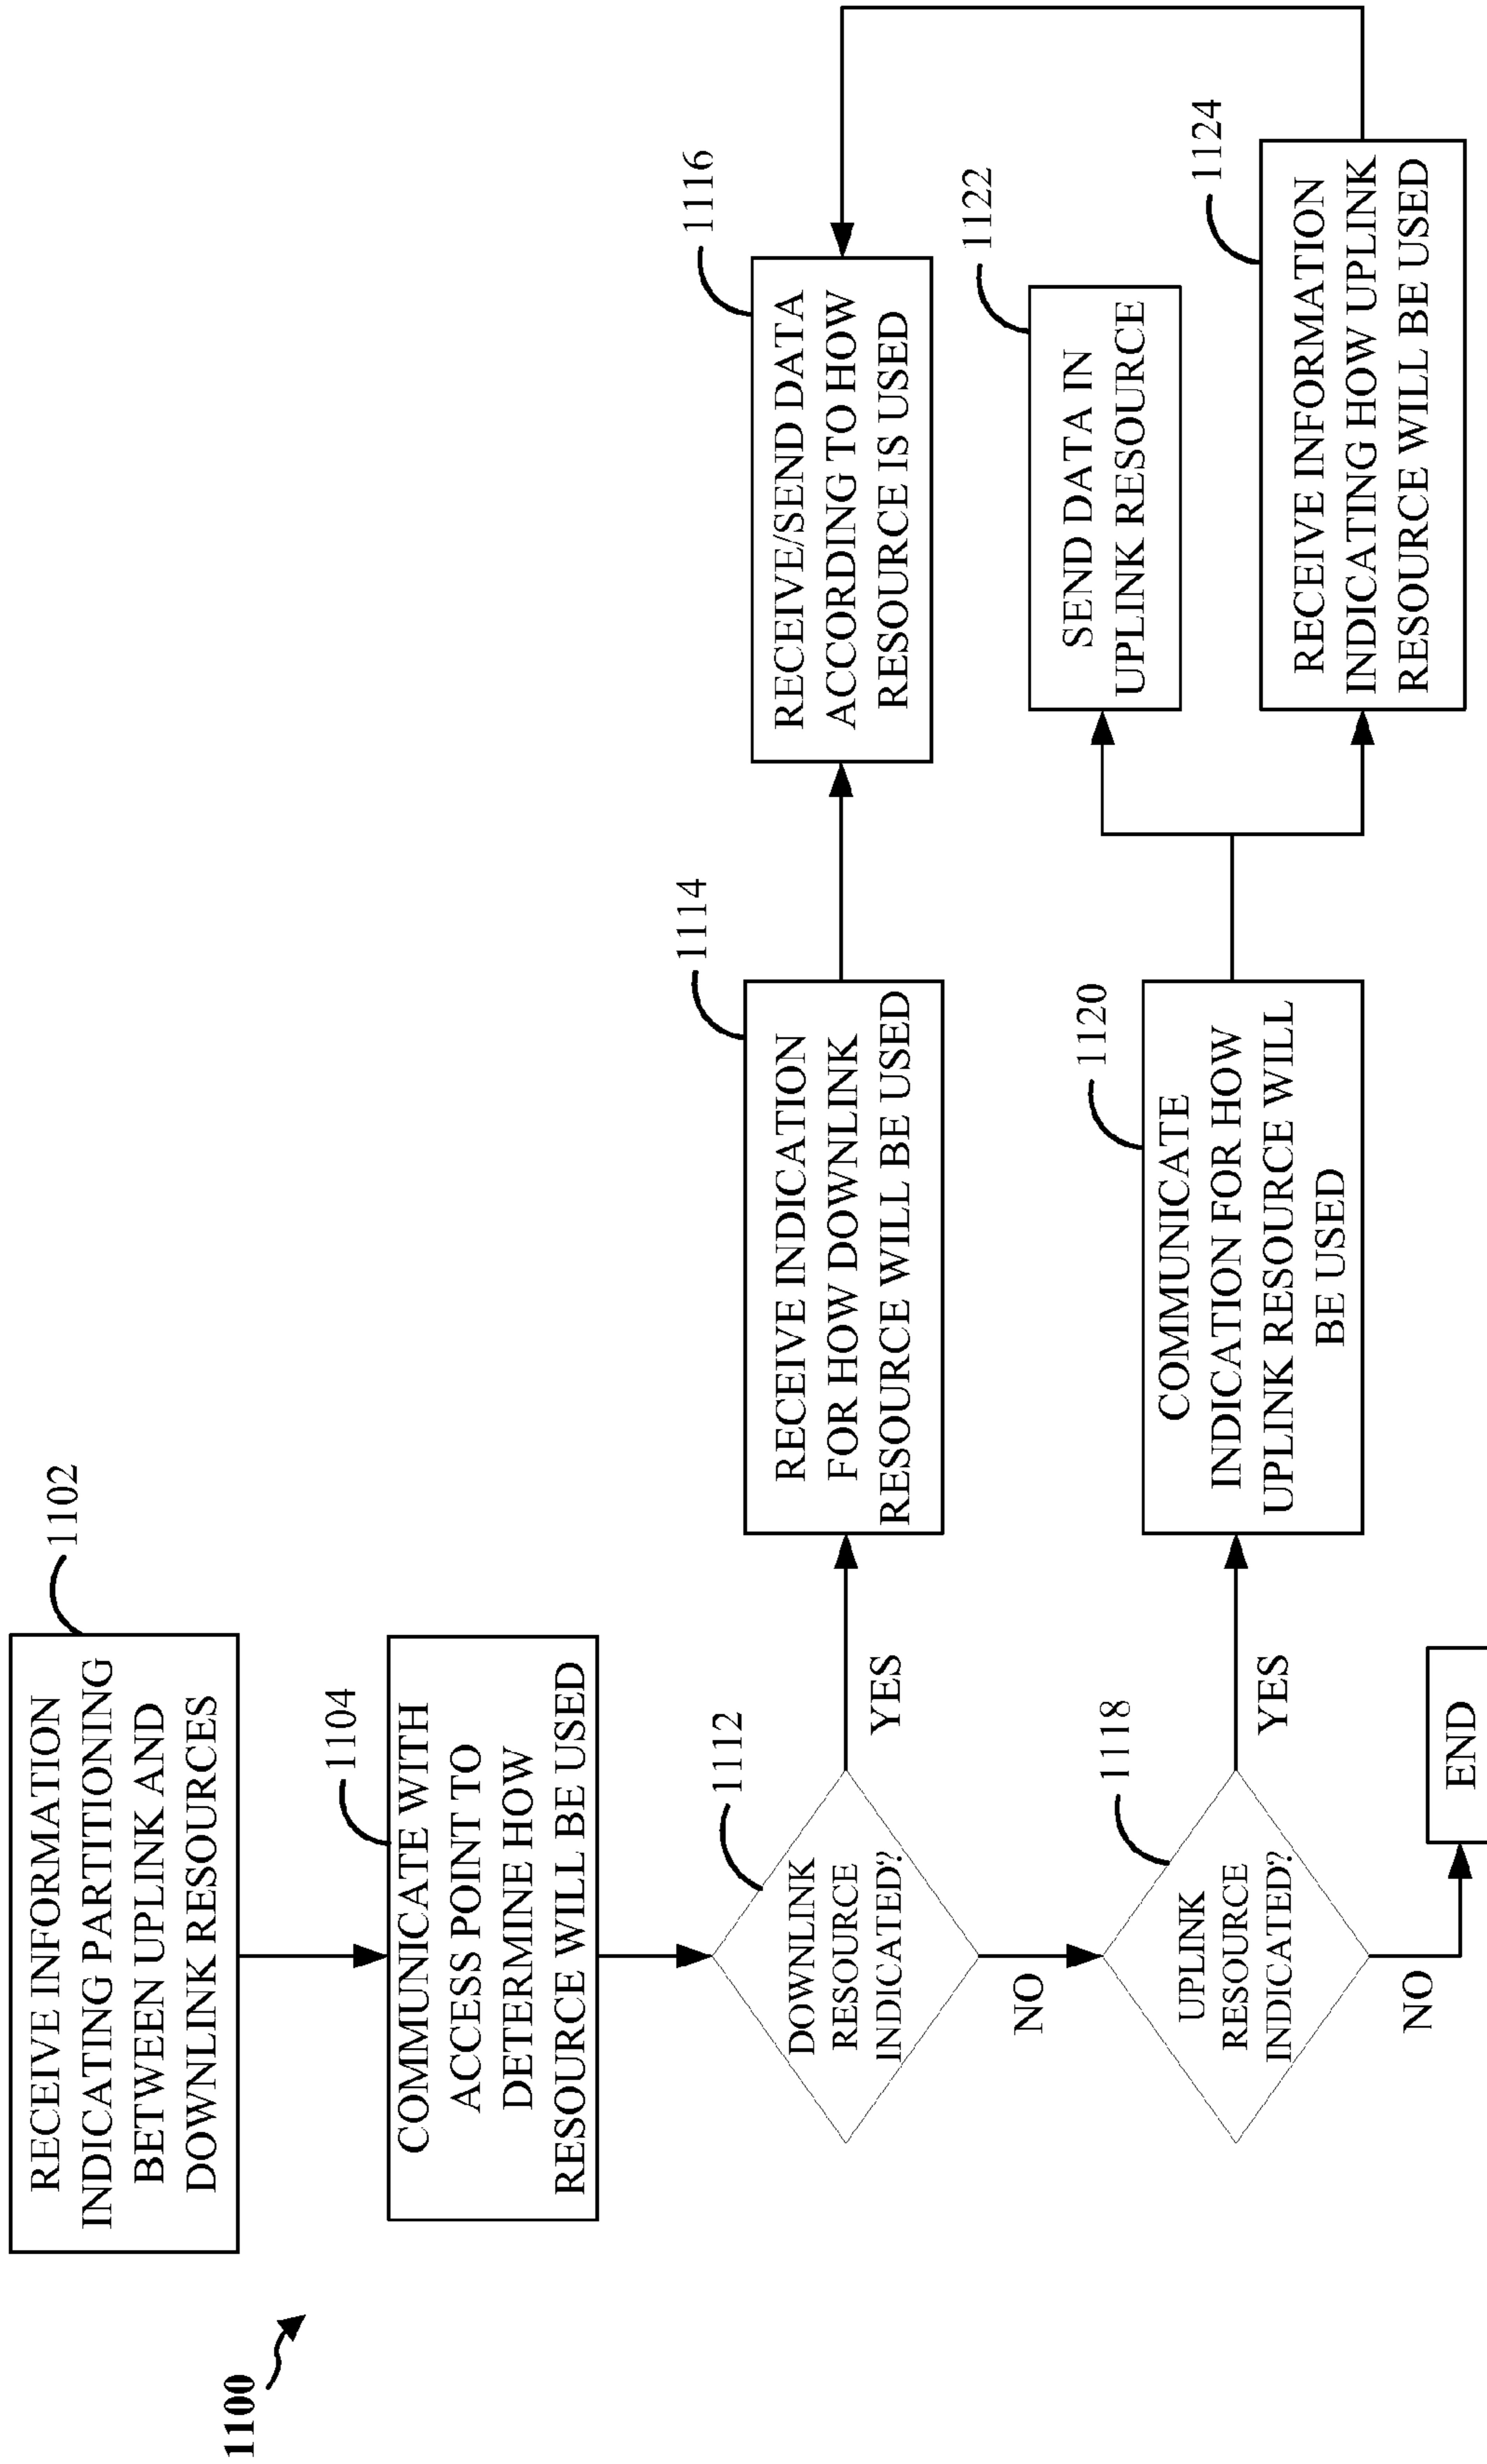 1100
1102
RECEIVE INFORMATION
INDICATING PARTITIONING
BETWEEN UPLINK AND
DOWNLINK RESOURCES
1104
COMMUNICATE WITH
ACCESS POINT TO
DETERMINE HOW
RESOURCE WILL BE USED
1112
DOWNLINK
RESOURCE
INDICATED?
YES
NO
1114
RECEIVE INDICATION
FOR HOW DOWNLINK
RESOURCE WILL BE USED
1116
RECEIVE/SEND DATA
ACCORDING TO HOW
RESOURCE IS USED
1118
UPLINK
RESOURCE
INDICATED?
YES
NO
1120
COMMUNICATE
INDICATION FOR HOW
UPLINK RESOURCE WILL
BE USED
1122
SEND DATA IN
UPLINK RESOURCE
1124
RECEIVE INFORMATION
INDICATING HOW UPLINK
RESOURCE WILL BE USED
END